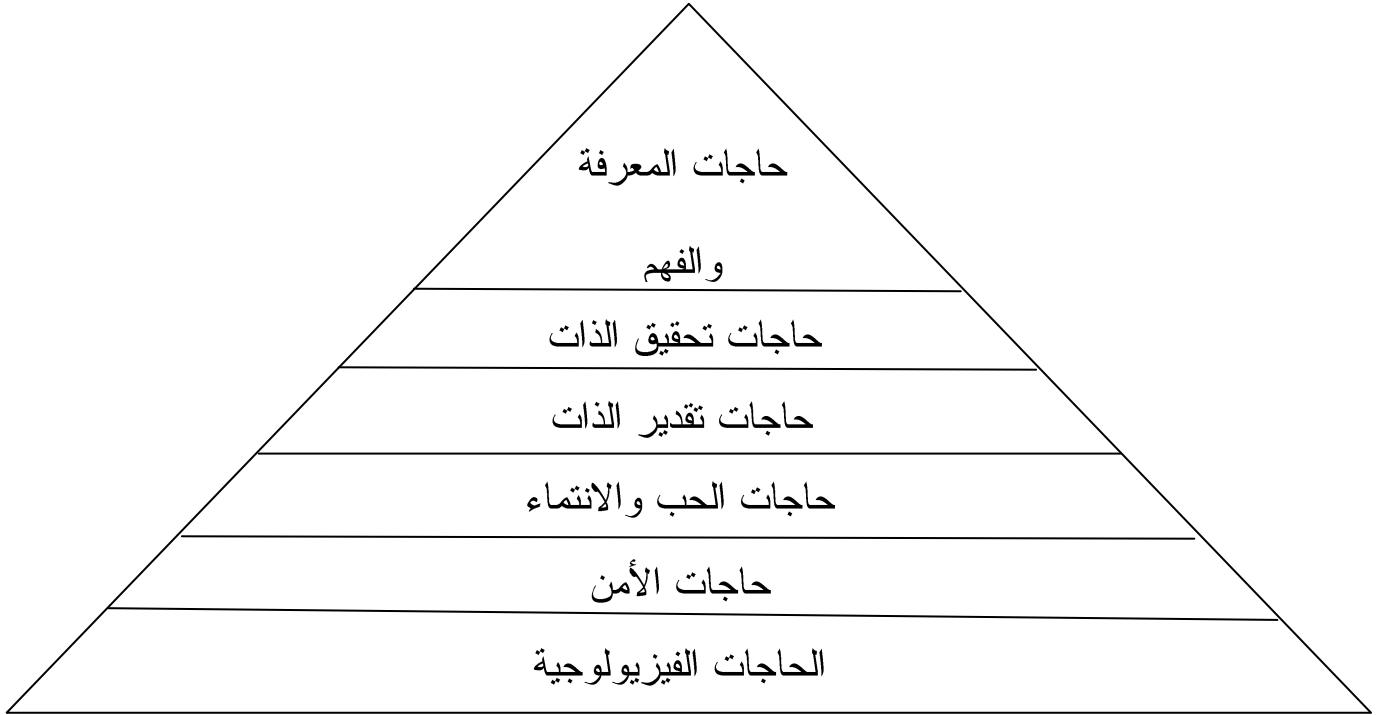 حاجات المعرفة
والفهم
حاجات تحقيق الذات
حاجات تقدير الذات
حاجات الحب والانتماء
حاجات الأمن
الحاجات الفيزيولوجية